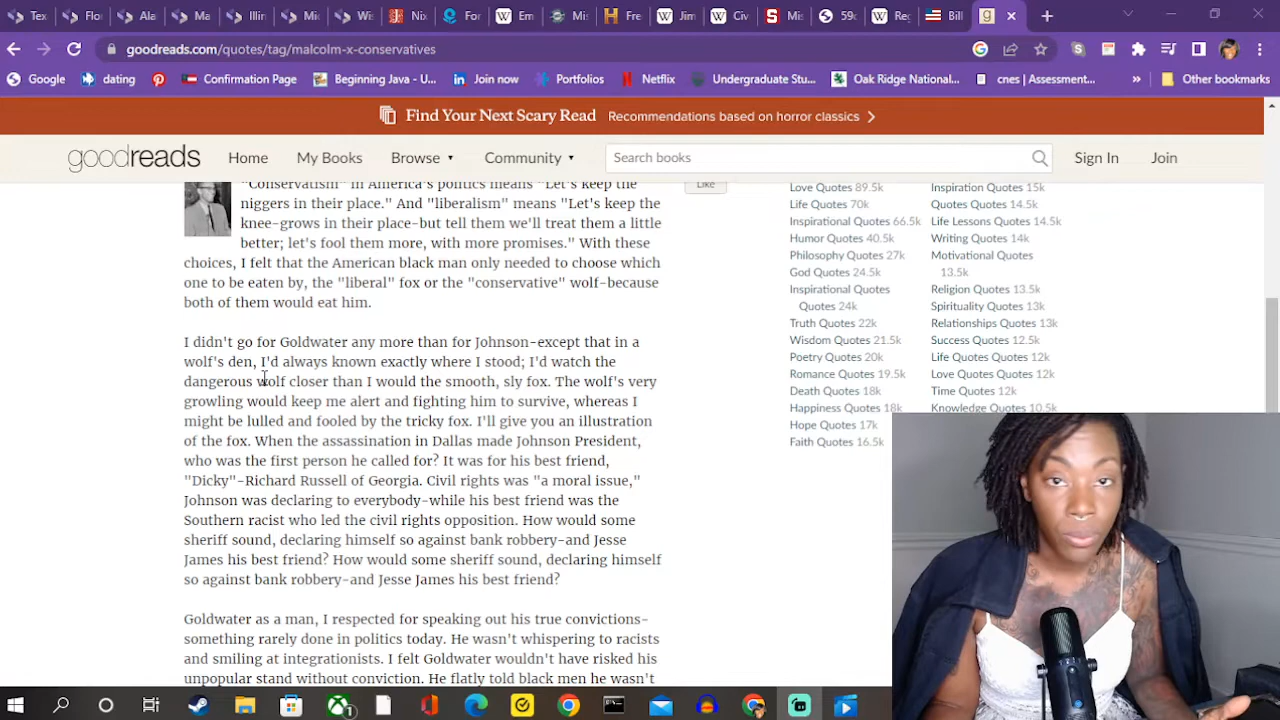 Tex
Ala
Ma
Illin
Mi
Wi
Nix
For
Em
Mis
Fre
Jim
Civ
Mis
59c
Reg
Bill
goodreads.com/quotes/tag/malcolm-x-conservatives
Google
dating
Confirmation Page
Beginning Java - U...
Join now
Portfolios
Netflix
Undergraduate Stu...
Oak Ridge National...
cnes | Assessment...
Other bookmarks
Find Your Next Scary Read Recommendations based on horror classics
goodreads Home My Books Browse Community Search books Sign In Join
"Conservatism" in America's politics means "Let's keep the
niggers in their place." And "liberalism" means "Let's keep the
knee-grows in their place-but tell them we'll treat them a little
better; let's fool them more, with more promises." With these
choices, I felt that the American black man only needed to choose which
one to be eaten by, the "liberal" fox or the "conservative" wolf-because
both of them would eat him.
I didn't go for Goldwater any more than for Johnson-except that in a
wolf's den, I'd always known exactly where I stood; I'd watch the
dangerous wolf closer than I would the smooth, sly fox. The wolf's very
growling would keep me alert and fighting him to survive, whereas I
might be lulled and fooled by the tricky fox. I'll give you an illustration
of the fox. When the assassination in Dallas made Johnson President,
who was the first person he called for? It was for his best friend,
"Dicky"-Richard Russell of Georgia. Civil rights was "a moral issue,"
Johnson was declaring to everybody-while his best friend was the
Southern racist who led the civil rights opposition. How would some
sheriff sound, declaring himself so against bank robbery-and Jesse
James his best friend? How would some sheriff sound, declaring himself
so against bank robbery-and Jesse James his best friend?
Goldwater as a man, I respected for speaking out his true convictions-
something rarely done in politics today. He wasn't whispering to racists
and smiling at integrationists. I felt Goldwater wouldn't have risked his
unpopular stand without conviction. He flatly told black men he wasn't
Like
Love Quotes 89.5k
Life Quotes 70k
Inspirational Quotes 66.5k
Humor Quotes 40.5k
Philosophy Quotes 27k
God Quotes 24.5k
Inspirational Quotes
Quotes 24k
Truth Quotes 22k
Wisdom Quotes 21.5k
Poetry Quotes 20k
Romance Quotes 19.5k
Death Quotes 18k
Happiness Quotes 18k
Hope Quotes 17k
Faith Quotes 16.5k
Inspiration Quotes 15k
Quotes Quotes 14.5k
Life Lessons Quotes 14.5k
Writing Quotes 14k
Motivational Quotes
13.5k
Religion Quotes 13.5k
Spirituality Quotes 13k
Relationships Quotes 13k
Success Quotes 12.5k
Life Quotes Quotes 12k
Love Quotes Quotes 12k
Time Quotes 12k
Knowledge Quotes 10.5k